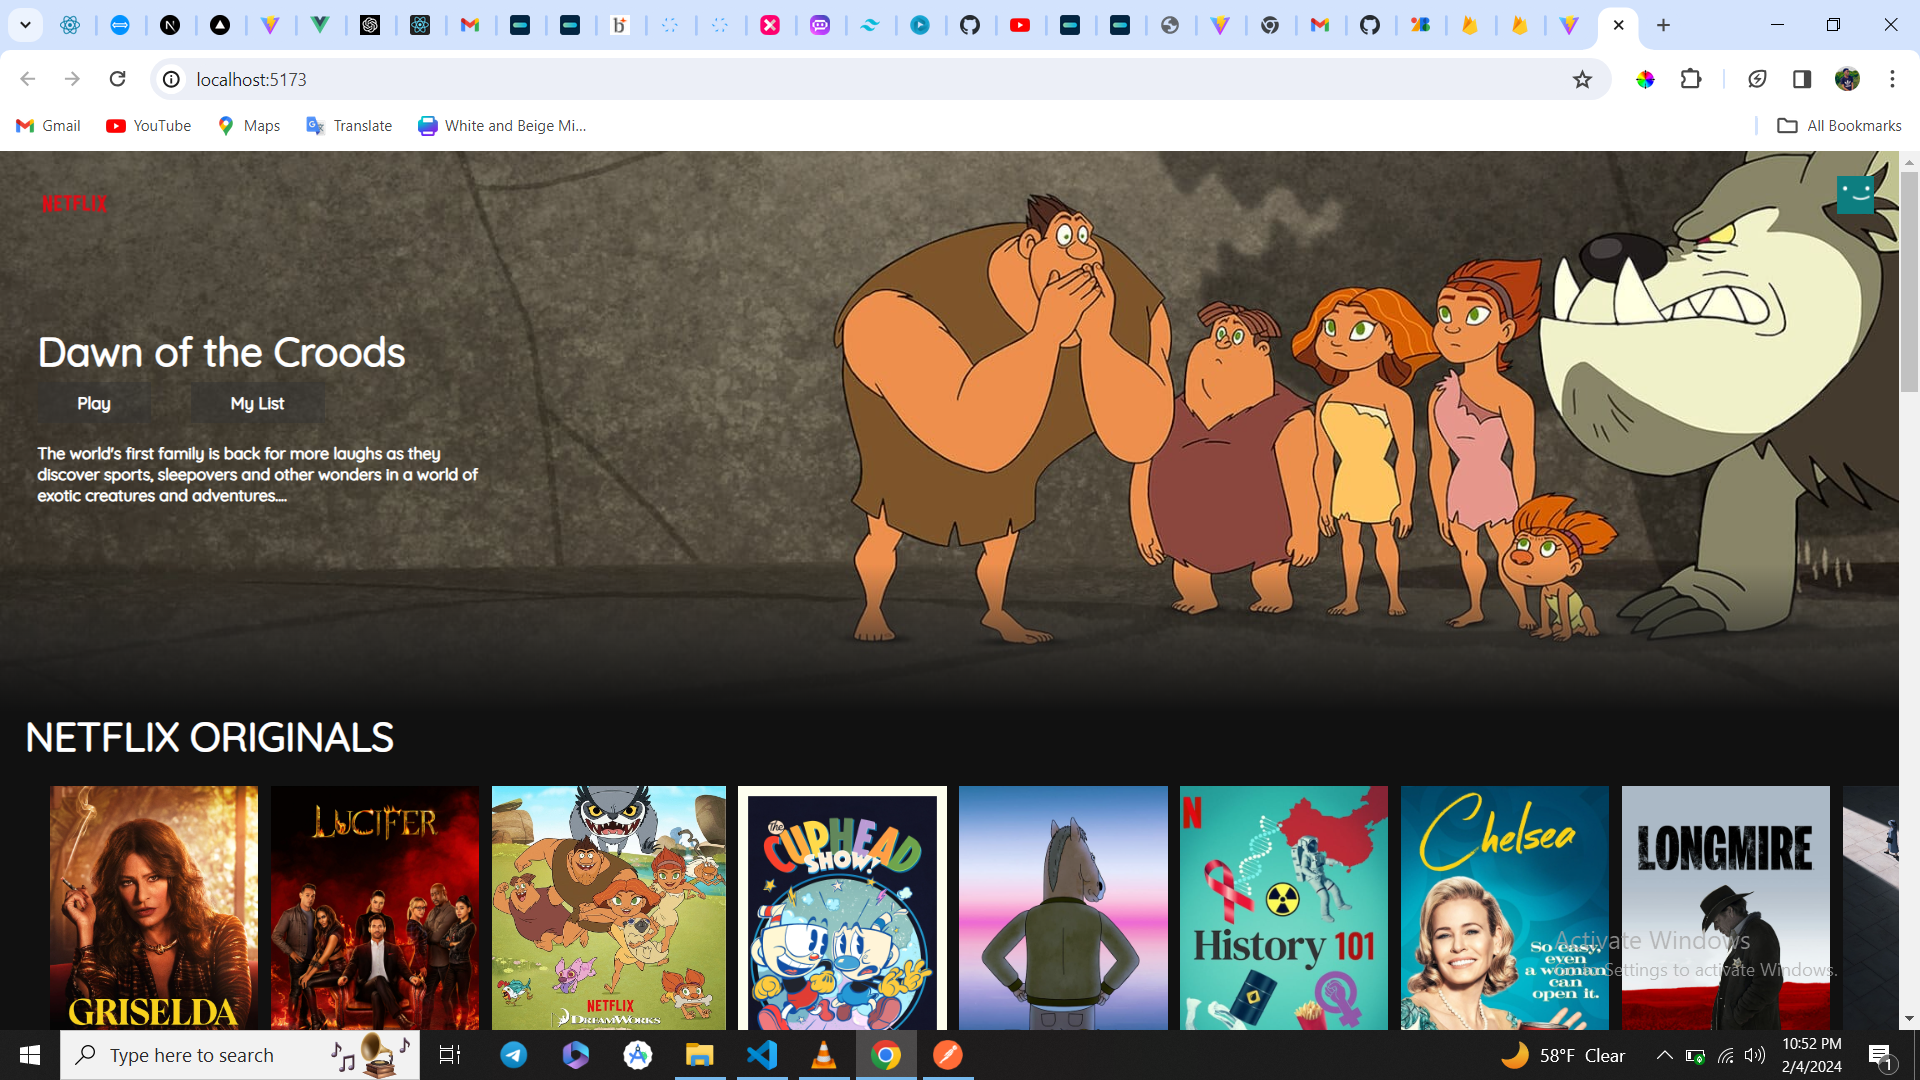 localhost:5173
Gmail
YouTube
Maps
Translate
White and Beige Mi...
All Bookmarks
NETFLIX
Dawn of the Croods
Play
My List
The world's first family is back for more laughs as they
discover sports, sleepovers and other wonders in a world of
exotic creatures and adventures....
NETFLIX ORIGINALS
GRISELDA
LUCIFER
NETFLIX
DREAMWORKS
the
CUPHEAD
SHOW!
N
History 101
Chelsea
So easy,
even
a woman
can
open it.
LONGMIRE
Activate Windows
Go to Settings to activate Windows.
Type here to search
58°F Clear
10:52 PM
2/4/2024
1